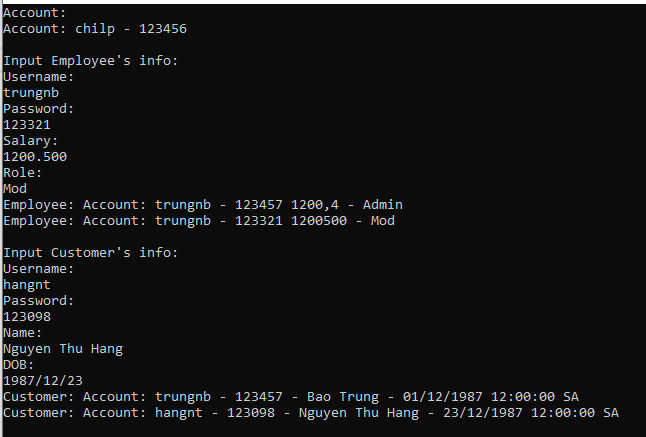 Account:
Account: chilp - 123456
Input Employee's info:
Username:
trungnb
Password:
123321
Salary:
1200.500
Role:
Mod
Employee: Account: trungnb - 123457 1200,4 - Admin
Employee: Account: trungnb - 123321 1200500 - Mod
Input Customer's info:
Username:
hangnt
Password:
123098
Name:
Nguyen Thu Hang
DOB:
1987/12/23
Customer: Account: trungnb - 123457 - Bao Trung - 01/12/1987 12:00:00 SA
Customer: Account: hangnt - 123098 - Nguyen Thu Hang - 23/12/1987 12:00:00 SA